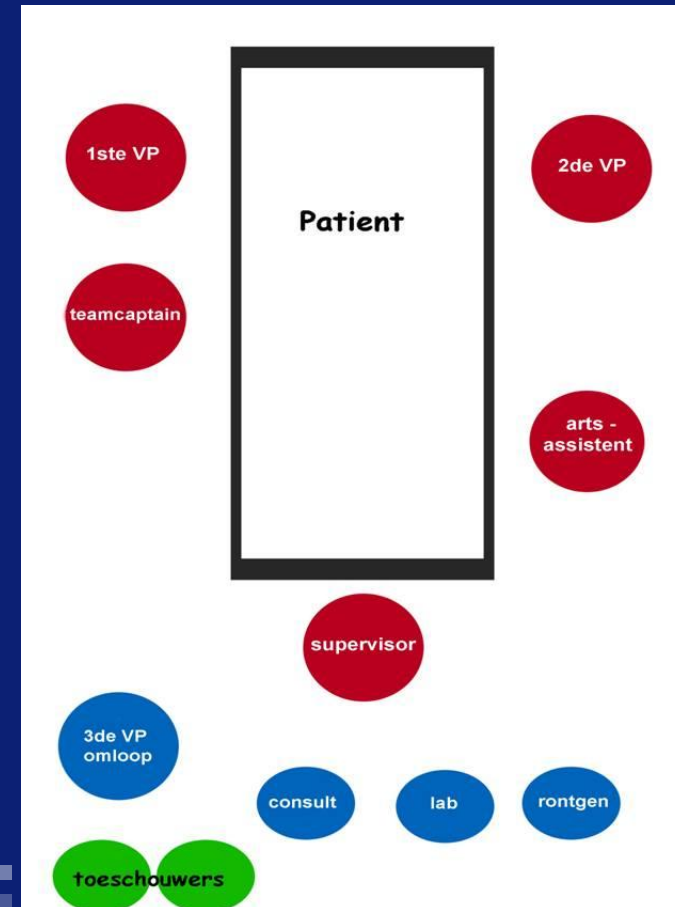 1ste VP
2de VP
Patient
teamcaptain
arts -
assistent
supervisor
3de VP
omloop
consult
lab
rontgen
toeschouwers